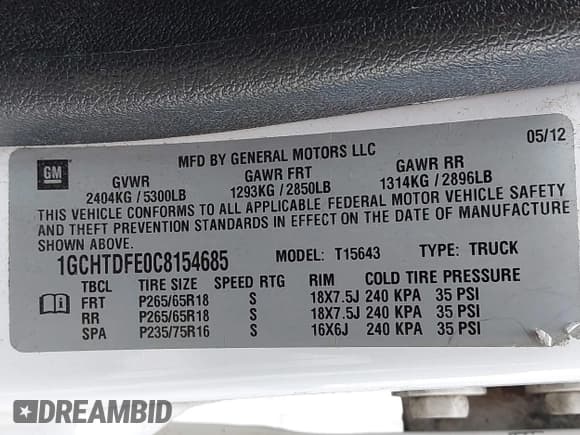 05/12
MFD BY GENERAL MOTORS LLC
GM
GVWR GAWR FRT GAWR RR
2404KG / 5300LB 1293KG / 2850LB 1314KG / 2896LB
THIS VEHICLE CONFORMS TO ALL APPLICABLE FEDERAL MOTOR VEHICLE SAFETY
AND THEFT PREVENTION STANDARDS IN EFFECT ON THE DATE OF MANUFACTURE
SHOWN ABOVE.
1GCHTDFE0C8154685 MODEL: T15643 TYPE: TRUCK
TBCL TIRE SIZE SPEED RTG RIM COLD TIRE PRESSURE
FRT P265/65R18 S 18X7.5J 240 KPA 35 PSI
RR P265/65R18 S 18X7.5J 240 KPA 35 PSI
SPA P235/75R16 S 16X6J 240 KPA 35 PSI
DREAMBID